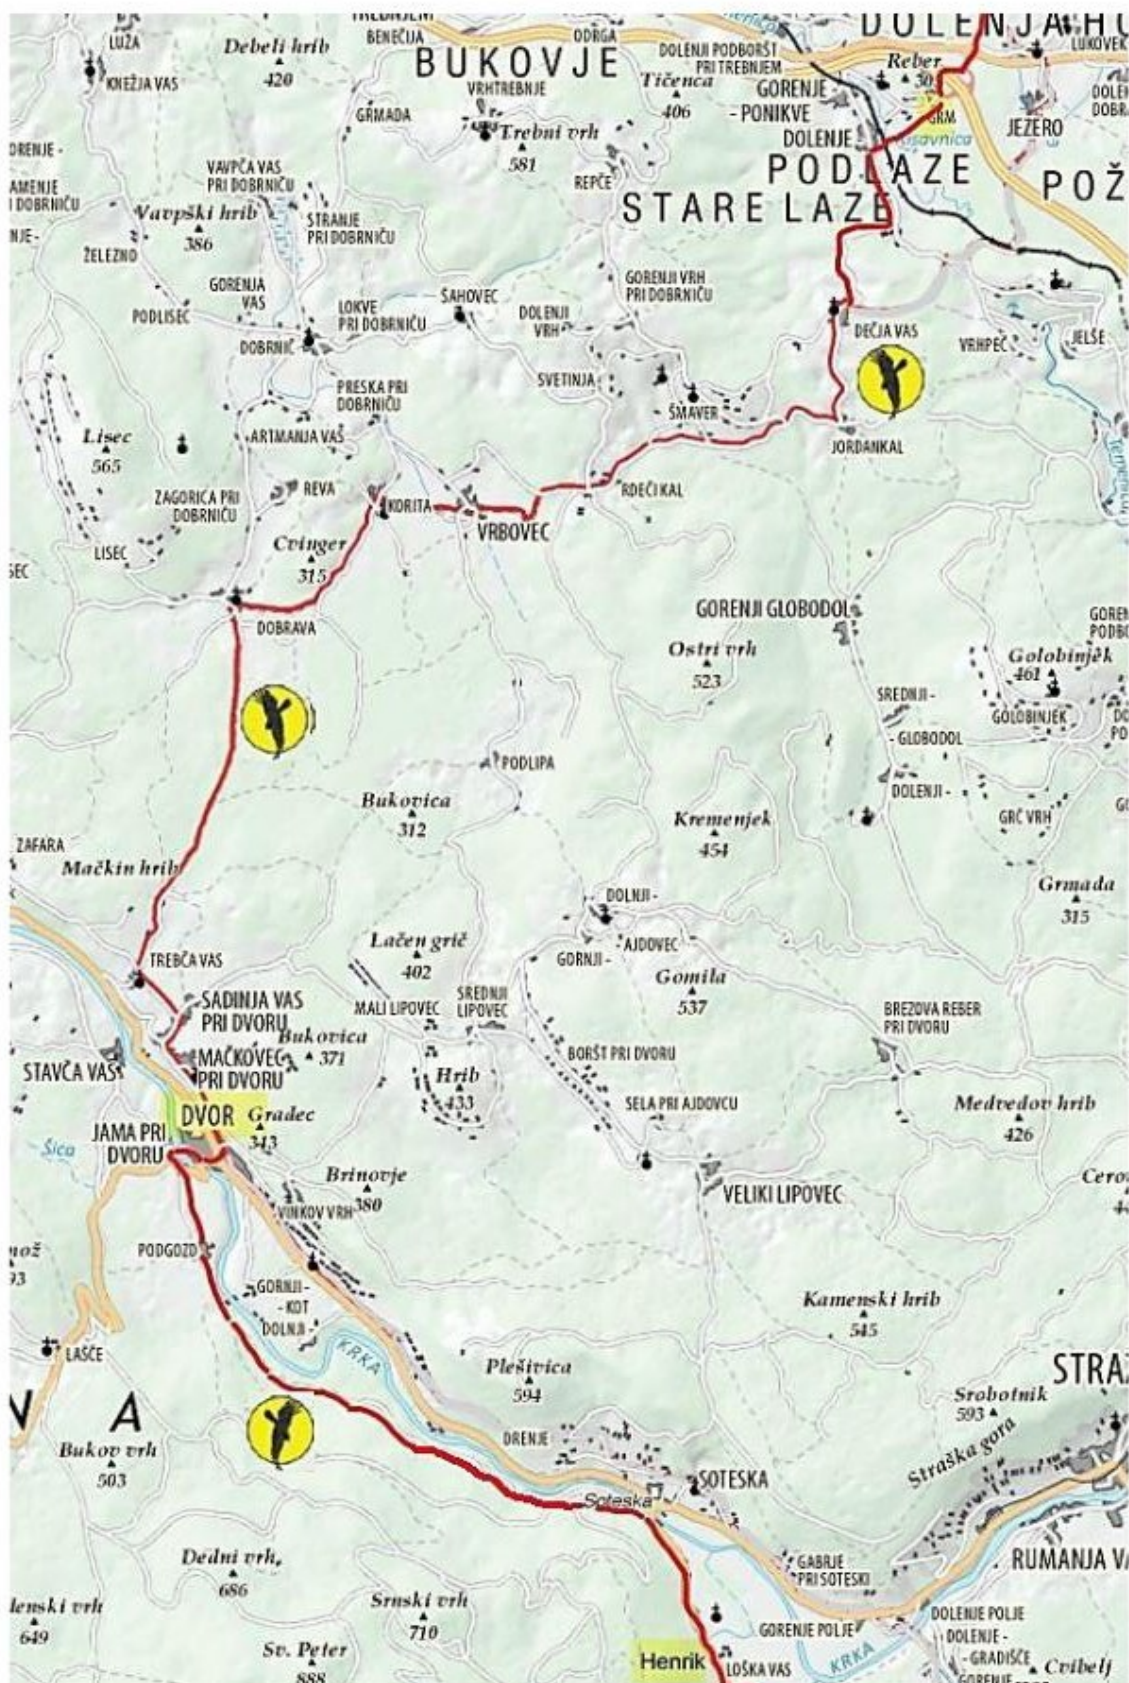 LUŽA
Debeli hrib
420
BENEČIJA
ODRGA
DOLENJI PODBORŠT
PRI TREBNJEM
Reber
LUKOVEK
KNEŽJA VAS
BUKOVJE
VRHTREBNJE
Tičenca
406
GORENJE
- PONIKVE
DOLENJE
GRM
JEZERO
GRMADA
Trebni vrh
581
REPČE
PODLAZE
STARE LAZE
POŽ
VAVPČA VAS
PRI DOBRNIČU
Vavpški hrib
386
STRANJE
PRI DOBRNIČU
ŽELEZNO
GORENJA
VAS
PODLISEC
LOKVE
PRI DOBRNIČU
ŠAHOVEC
DOLENJI
VRH
GORENJI VRH
PRI DOBRNIČU
DOBRNIČ
DEČJA VAS
VRHPEČ
JELŠE
PRESKA PRI
DOBRNIČU
SVETINJA
ŠMAVER
JORDANKAL
Lisec
565
ARTMANJA VAS
ZAGORICA PRI
DOBRNIČU
REVA
KORITA
VRBOVEC
RDEČI KAL
LISEC
Cvinger
315
DOBRAVA
GORENJI GLOBODOL
Ostri vrh
523
Golobinjek
461
SREDNJI -
- GLOBODOL
DOLENJI -
GOLOBINJEK
PODLIPA
Bukovica
312
Kremenjek
454
GRČ VRH
ZAFARA
Mačkin hrib
Grmada
315
DOLNJI -
- AJDOVEC
GORNJI -
TREBČA VAS
Lačen grič
402
Gomila
537
SADINJA VAS
PRI DVORU
MALI LIPOVEC
SREDNJI
LIPOVEC
BREZOVA REBER
PRI DVORU
Bukovica
371
STAVČA VAS
MAČKOVEC
PRI DVORU
BORŠT PRI DVORU
Hrib
433
SELA PRI AJDOVCU
Medvedov hrib
426
DVOR
Gradec
343
JAMA PRI
DVORU
Šica
Brinovje
380
VELIKI LIPOVEC
VINKOV VRH
PODGOZD
GORNJI -
- KOT
DOLNJI -
Kamenski hrib
545
LAŠČE
KRKA
Plešivica
594
STRAŽ
Srobotnik
593
N A
Bukov vrh
503
DRENJE
Straška gora
SOTESKA
Soteska
Dedni vrh
686
GABRJE
PRI SOTESKI
RUMANJA VA
lenski vrh
649
Srnski vrh
710
Sv. Peter
888
Henrik
LOŠKA VAS
GORENJE POLJE
KRKA
DOLENJE POLJE
DOLENJE -
- GRADIŠČE
GORENJE
Cvibelj